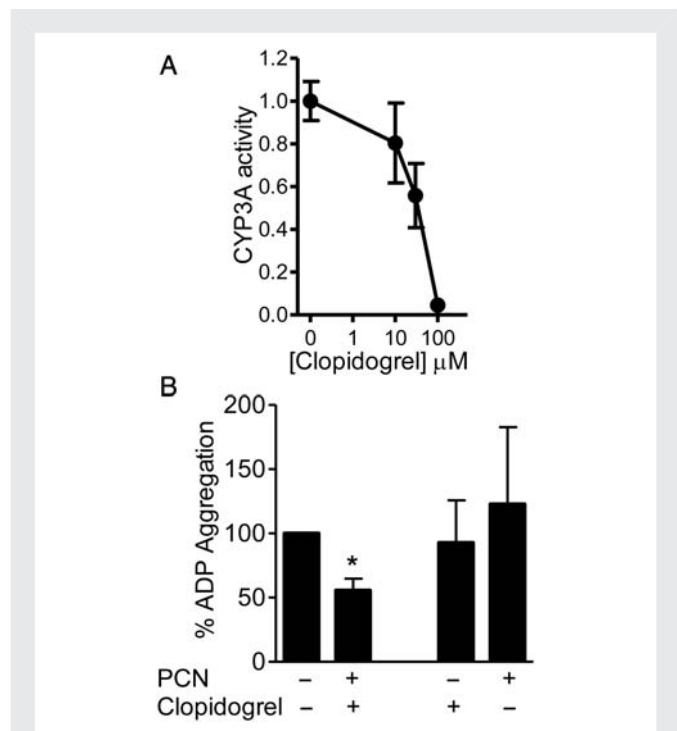 A
1.2
1.0
0.8
0.6
0.4
0.2
0.0
CYP3A activity
0 1 10 100
[Clopidogrel] μM
B
200
150
100
50
0
% ADP Aggregation
*
PCN – + – +
Clopidogrel – + + –